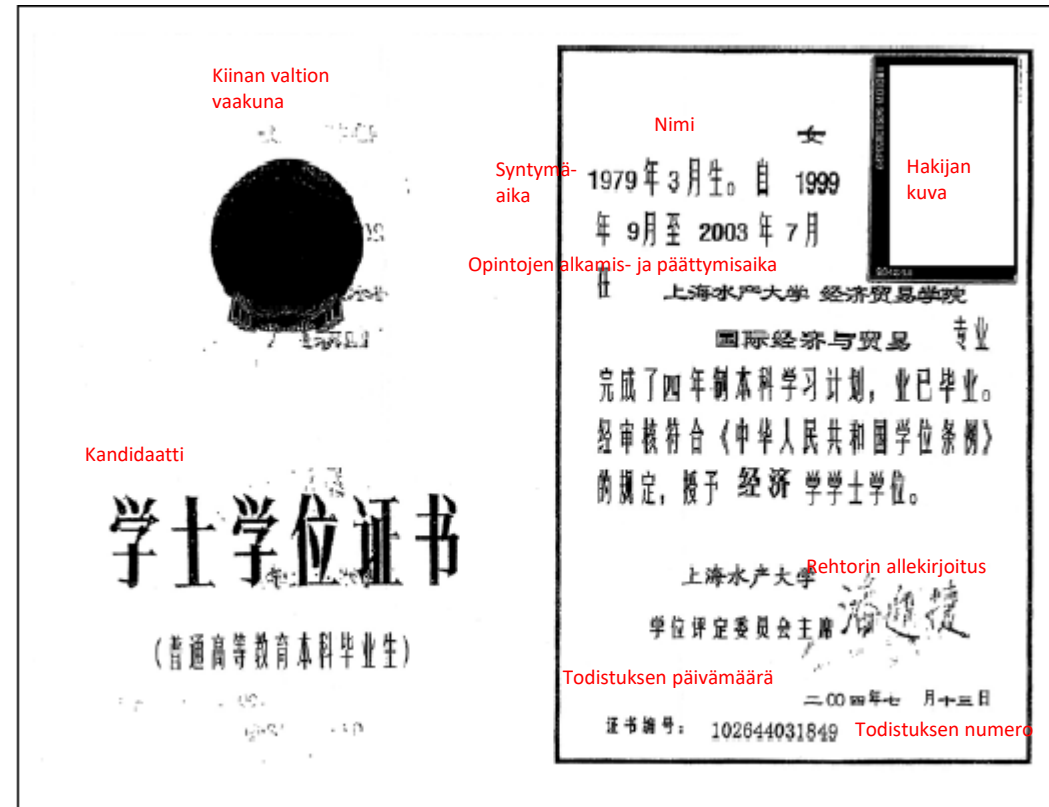 Kiinan valtion
vaakuna
Kandidaatti
学士学位证书
(普通高等教育本科毕业生)
Nimi
女
Syntymä-
aika
1979 年 3 月生。自 1999
年 9月至 2003 年 7 月
Hakijan
kuva
Opintojen alkamis- ja päättymisaika
在 上海水产大学 经济贸易学院
国际经济与贸易 专业
完成了四年制本科学习计划，业已毕业。
经审核符合《中华人民共和国学位条例》
的规定，授予 经济 学学士学位。
Rehtorin allekirjoitus
上海水产大学
学位评定委员会主席 潘迎捷
Todistuksen päivämäärä
二00四年七 月十三日
证书编号： 102644031849 Todistuksen numero